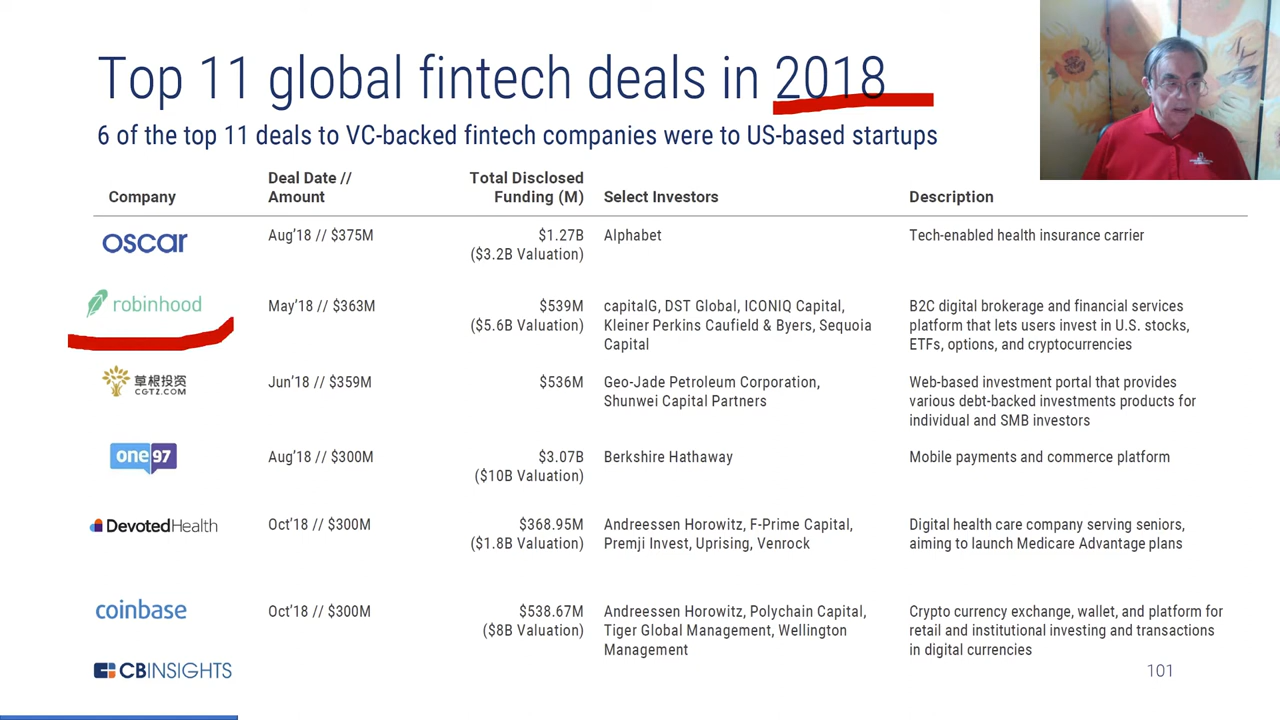 Top 11 global fintech deals in 2018
6 of the top 11 deals to VC-backed fintech companies were to US-based startups
Company
Deal Date //
Amount
Total Disclosed
Funding (M)
Select Investors
Description
oscar
Aug'18 // $375M
$1.27B
($3.2B Valuation)
Alphabet
Tech-enabled health insurance carrier
robinhood
May'18 // $363M
$539M
($5.6B Valuation)
capitalG, DST Global, ICONIQ Capital,
Kleiner Perkins Caufield & Byers, Sequoia
Capital
B2C digital brokerage and financial services
platform that lets users invest in U.S. stocks,
ETFs, options, and cryptocurrencies
草根投资
CGTZ.COM
Jun'18 // $359M
$536M
Geo-Jade Petroleum Corporation,
Shunwei Capital Partners
Web-based investment portal that provides
various debt-backed investments products for
individual and SMB investors
one97
Aug'18 // $300M
$3.07B
($10B Valuation)
Berkshire Hathaway
Mobile payments and commerce platform
DevotedHealth
Oct'18 // $300M
$368.95M
($1.8B Valuation)
Andreessen Horowitz, F-Prime Capital,
Premji Invest, Uprising, Venrock
Digital health care company serving seniors,
aiming to launch Medicare Advantage plans
coinbase
Oct'18 // $300M
$538.67M
($8B Valuation)
Andreessen Horowitz, Polychain Capital,
Tiger Global Management, Wellington
Management
Crypto currency exchange, wallet, and platform for
retail and institutional investing and transactions
in digital currencies
CBINSIGHTS
101